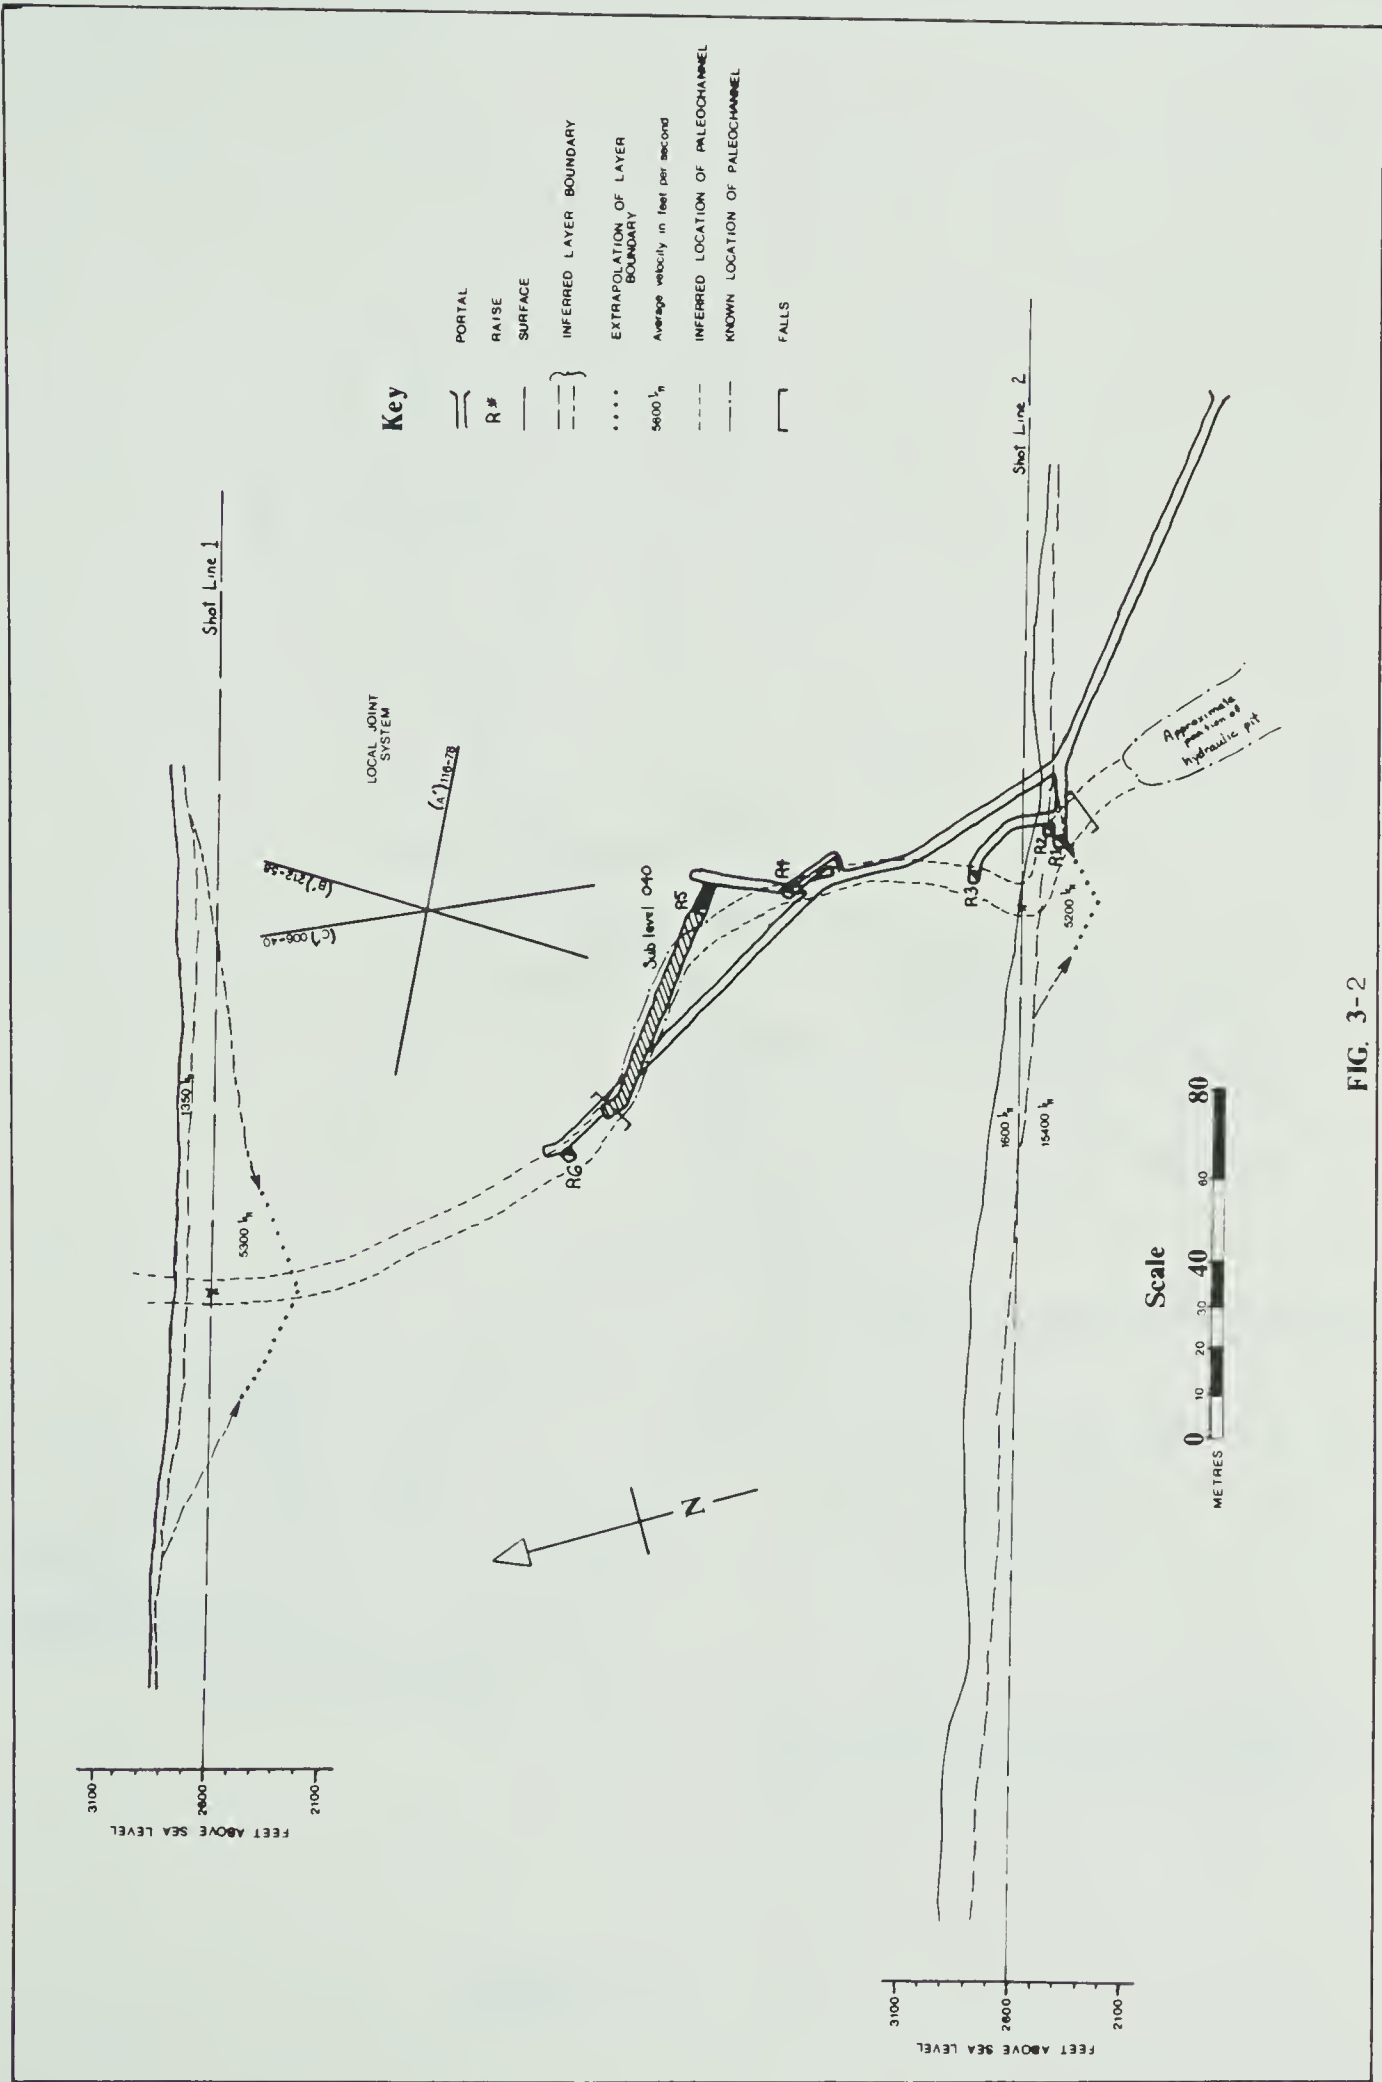 Key
PORTAL
R# RAISE
SURFACE
INFERRED LAYER BOUNDARY
EXTRAPOLATION OF LAYER
BOUNDARY
Average velocity in feet per second
INFERRED LOCATION OF PALEOCHANNEL
KNOWN LOCATION OF PALEOCHANNEL
FALLS
Shot Line 1
1350
5300
3100
2600
2100
FEET ABOVE SEA LEVEL
LOCAL JOINT
SYSTEM
(A') 116-78
(B') 212-58
(C') 006-40
Sub level 040
R5
R4
R6
R3
R2
R1
Shot Line 2
1600
15400
5200
Approximate
position of
hydraulic pit
3100
2600
2100
FEET ABOVE SEA LEVEL
N
Scale
0 10 20 30 40 60 80
METRES
FIG. 3-2